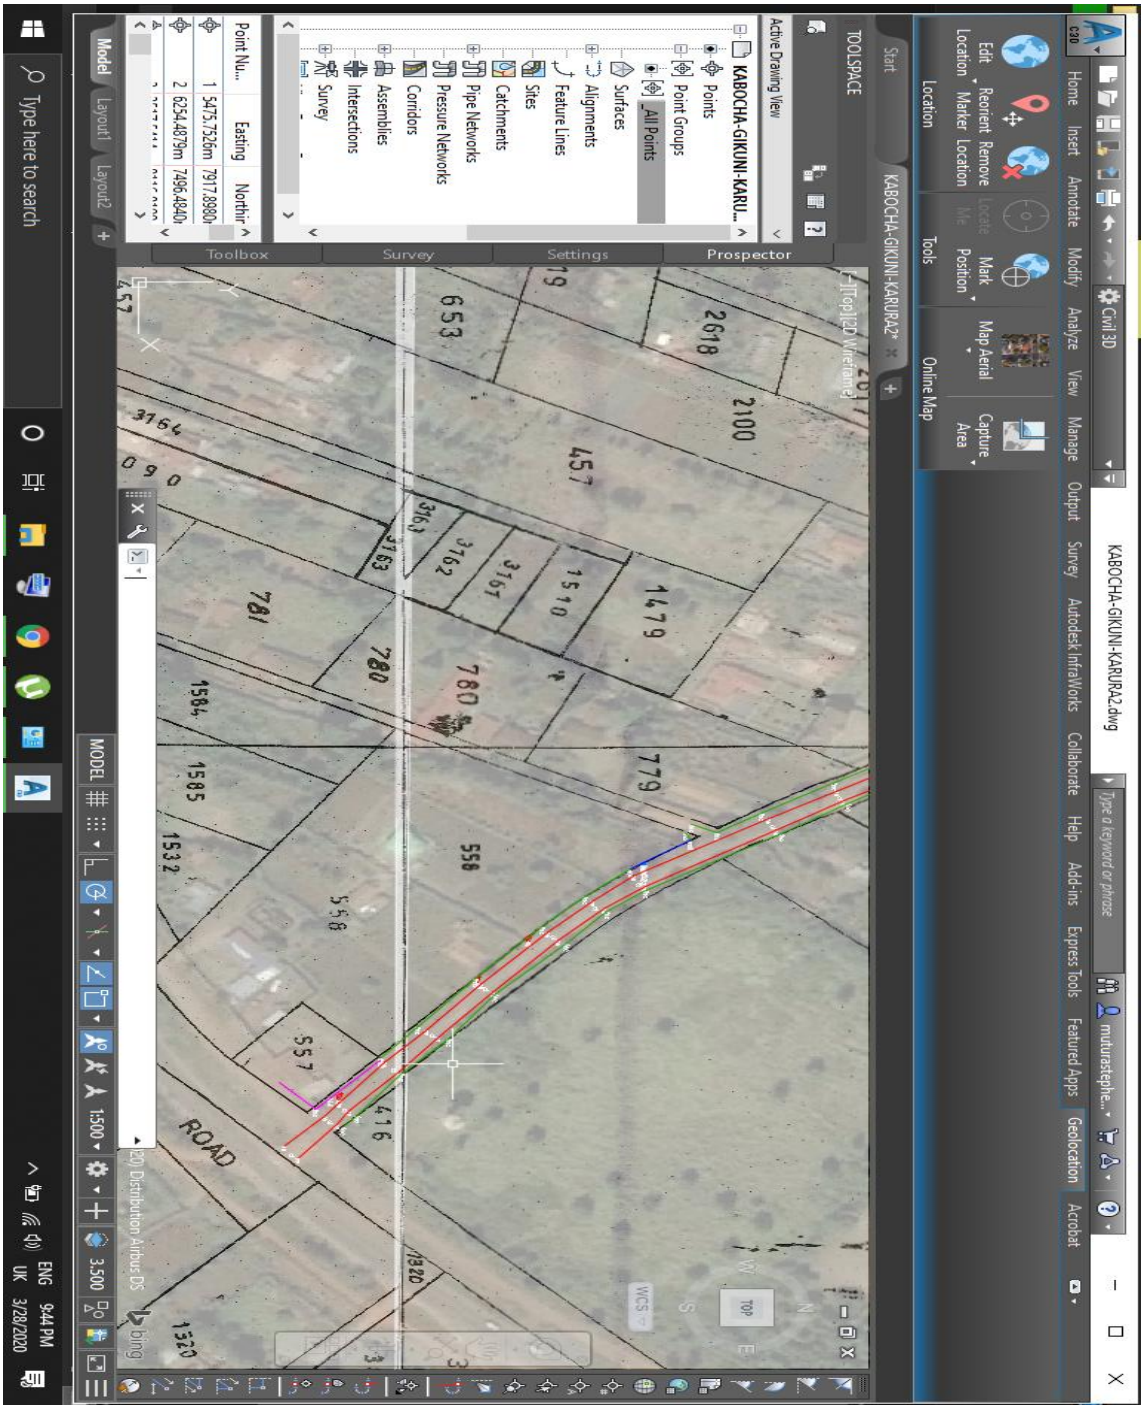 C3D
Home Insert Annotate Modify Analyze View Manage Output Survey Autodesk InfraWorks Collaborate Help Add-ins Express Tools Featured Apps Geolocation Acrobat
Civil 3D
KABOCHA-GIKUNI-KARURA2.dwg
Type a keyword or phrase
muturastephe...
Edit Location
Reorient Marker
Remove Location
Locate Me
Mark Position
Map Aerial
Capture Area
Location
Tools
Online Map
Start
KABOCHA-GIKUNI-KARURA2*
TOOLSPACE
Active Drawing View
KABOCHA-GIKUNI-KARU...
Points
Point Groups
_All Points
Surfaces
Alignments
Feature Lines
Sites
Catchments
Pipe Networks
Pressure Networks
Corridors
Assemblies
Intersections
Survey
Prospector
Settings
Survey
Toolbox
Point Nu... Easting Northir
1 5475.7526m 7917.8980
2 6254.4879m 7496.4840
[-][Top][2D Wireframe]
2618
2100
653
457
1479
1510
3161
3162
3163
3163
3164
090
779
780
780
781
1584
1585
1532
558
558
557
416
ROAD
1320
1320
N
W
TOP
E
S
WCS
Y
X
20) Distribution Airbus DS
bing
Model Layout1 Layout2
MODEL
1:500
3.500
Type here to search
ENG
UK
9:44 PM
3/28/2020